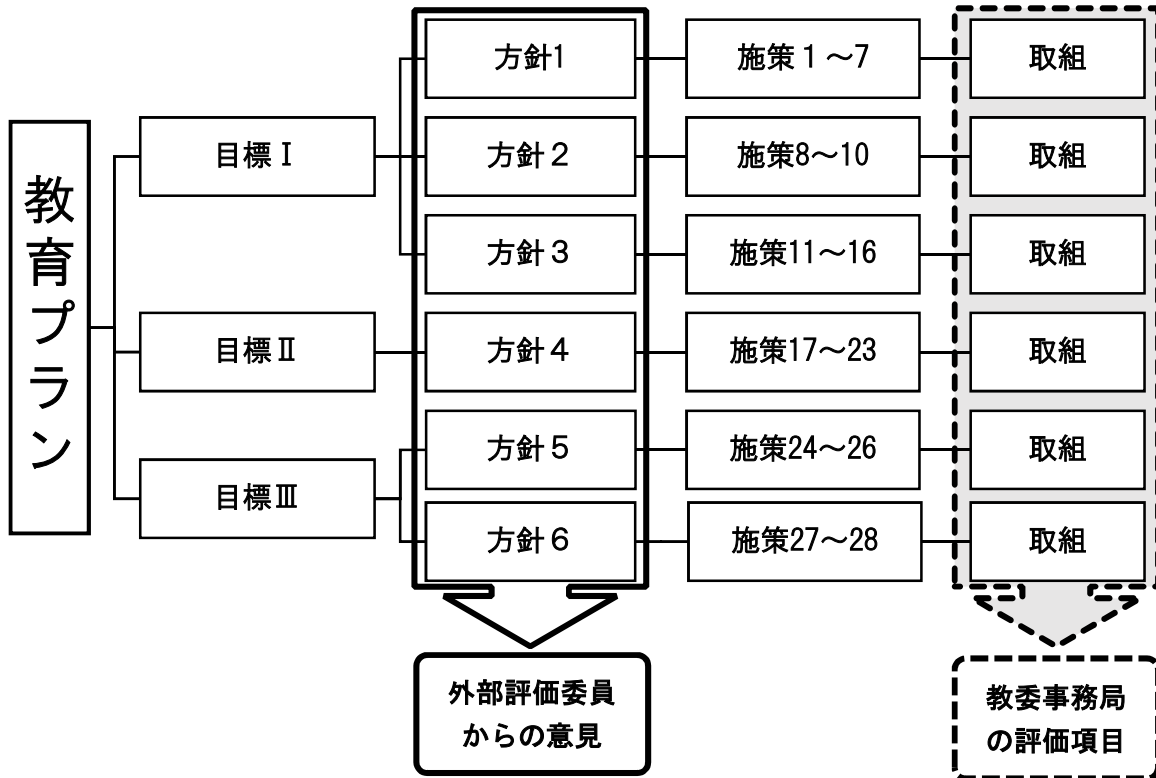 教育プラン
目標Ⅰ
方針1
施策1～7
取組
方針2
施策8～10
取組
方針3
施策11～16
取組
目標Ⅱ
方針4
施策17～23
取組
目標Ⅲ
方針5
施策24～26
取組
方針6
施策27～28
取組
外部評価委員
からの意見
教委事務局
の評価項目